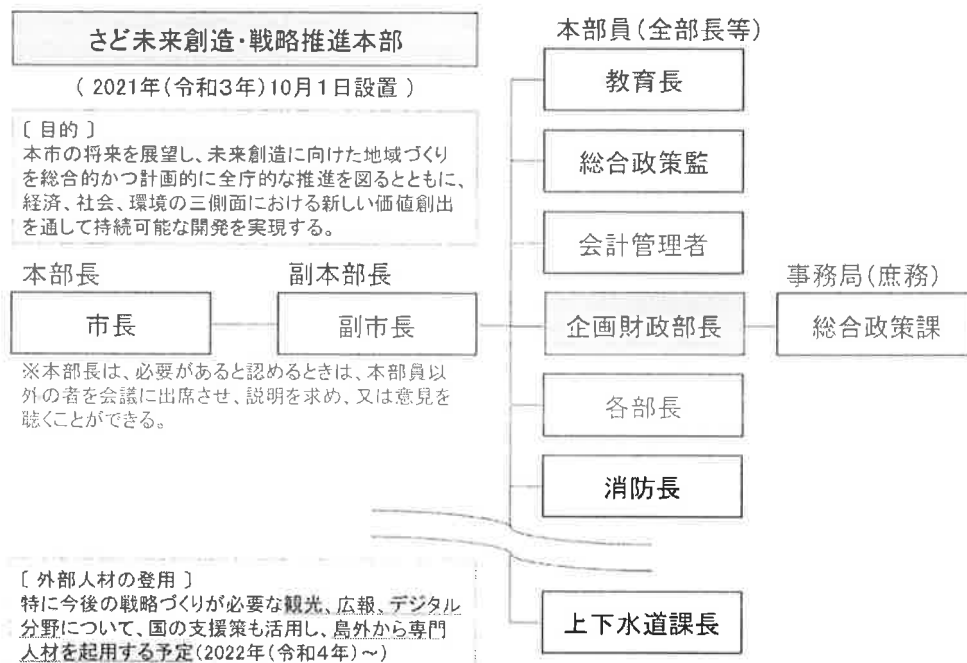 さど未来創造・戦略推進本部
( 2021年(令和3年)10月1日設置 )
〔 目的 〕
本市の将来を展望し、未来創造に向けた地域づくり
を総合的かつ計画的に全庁的な推進を図るとともに、
経済、社会、環境の三側面における新しい価値創出
を通して持続可能な開発を実現する。
本部長
市長
副本部長
副市長
※本部長は、必要があると認めるときは、本部員以
外の者を会議に出席させ、説明を求め、又は意見を
聴くことができる。
本部員(全部長等)
教育長
総合政策監
会計管理者
企画財政部長
各部長
消防長
上下水道課長
事務局(庶務)
総合政策課
〔 外部人材の登用 〕
特に今後の戦略づくりが必要な観光、広報、デジタル
分野について、国の支援策も活用し、島外から専門
人材を起用する予定(2022年(令和4年)~)